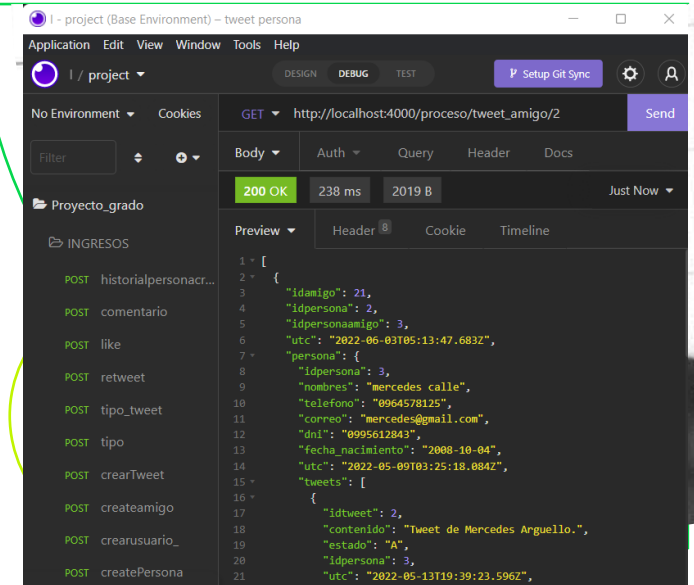 I - project (Base Environment) – tweet persona
Application Edit View Window Tools Help
I / project
DESIGN DEBUG TEST
Setup Git Sync
No Environment Cookies
GET http://localhost:4000/proceso/tweet_amigo/2 Send
Filter
Body Auth Query Header Docs
200 OK 238 ms 2019 B Just Now
Proyecto_grado
Preview Header 8 Cookie Timeline
INGRESOS
POST historialpersonacr...
POST comentario
POST like
POST retweet
POST tipo_tweet
POST tipo
POST crearTweet
POST createamigo
POST crearusuario_
POST createPersona
1 [
2 {
3 "idamigo": 21,
4 "idpersona": 2,
5 "idpersonaamigo": 3,
6 "utc": "2022-06-03T05:13:47.683Z",
7 "persona": {
8 "idpersona": 3,
9 "nombres": "mercedes calle",
10 "telefono": "0964578125",
11 "correo": "mercedes@gmail.com",
12 "dni": "0995612843",
13 "fecha_nacimiento": "2008-10-04",
14 "utc": "2022-05-09T03:25:18.084Z",
15 "tweets": [
16 {
17 "idtweet": 2,
18 "contenido": "Tweet de Mercedes Arguello.",
19 "estado": "A",
20 "idpersona": 3,
21 "utc": "2022-05-13T19:39:23.596Z",